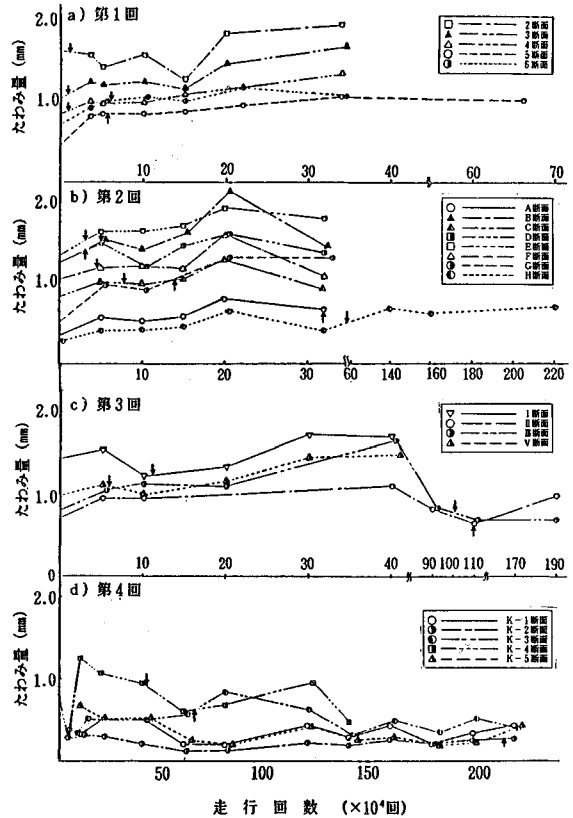 a) 第1回
2.0
1.0
たわみ量 (mm)
2断面
3断面
4断面
5断面
6断面
10
20
30
40
60
70
b) 第2回
2.0
1.0
たわみ量 (mm)
A断面
B断面
C断面
D断面
E断面
F断面
G断面
H断面
10
20
30
60
140
160
180
200
220
c) 第3回
2.0
1.0
0
たわみ量 (mm)
I断面
II断面
III断面
V断面
10
20
30
40
90
100
110
170
190
d) 第4回
2.0
1.0
たわみ量 (mm)
K-1断面
K-2断面
K-3断面
K-4断面
K-5断面
50
100
150
200
走行回数 (×10⁴回)